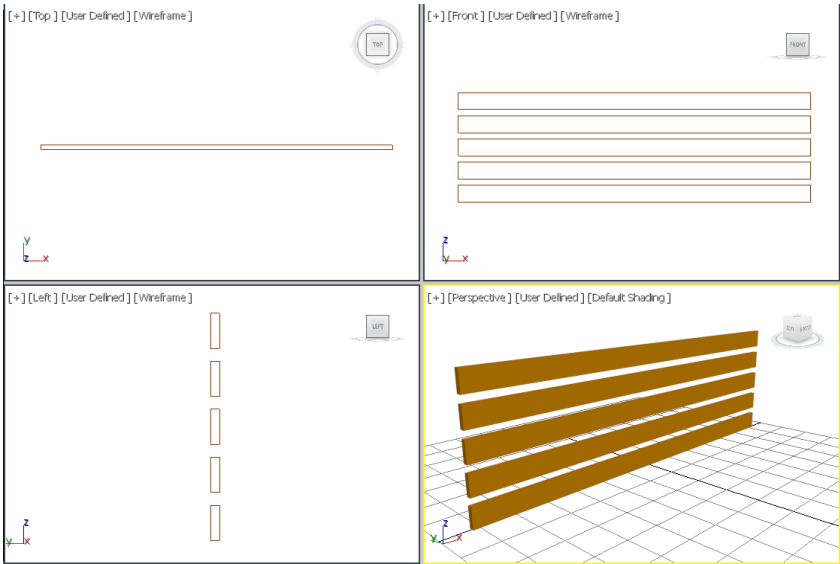 [+] [Top ] [User Defined ] [Wireframe ]
TOP
y
z x
[+] [Front ] [User Defined ] [Wireframe ]
FRONT
z
y x
[+] [Left ] [User Defined ] [Wireframe ]
LEFT
z
y x
[+] [Perspective ] [User Defined ] [Default Shading ]
FRONT
z
y x